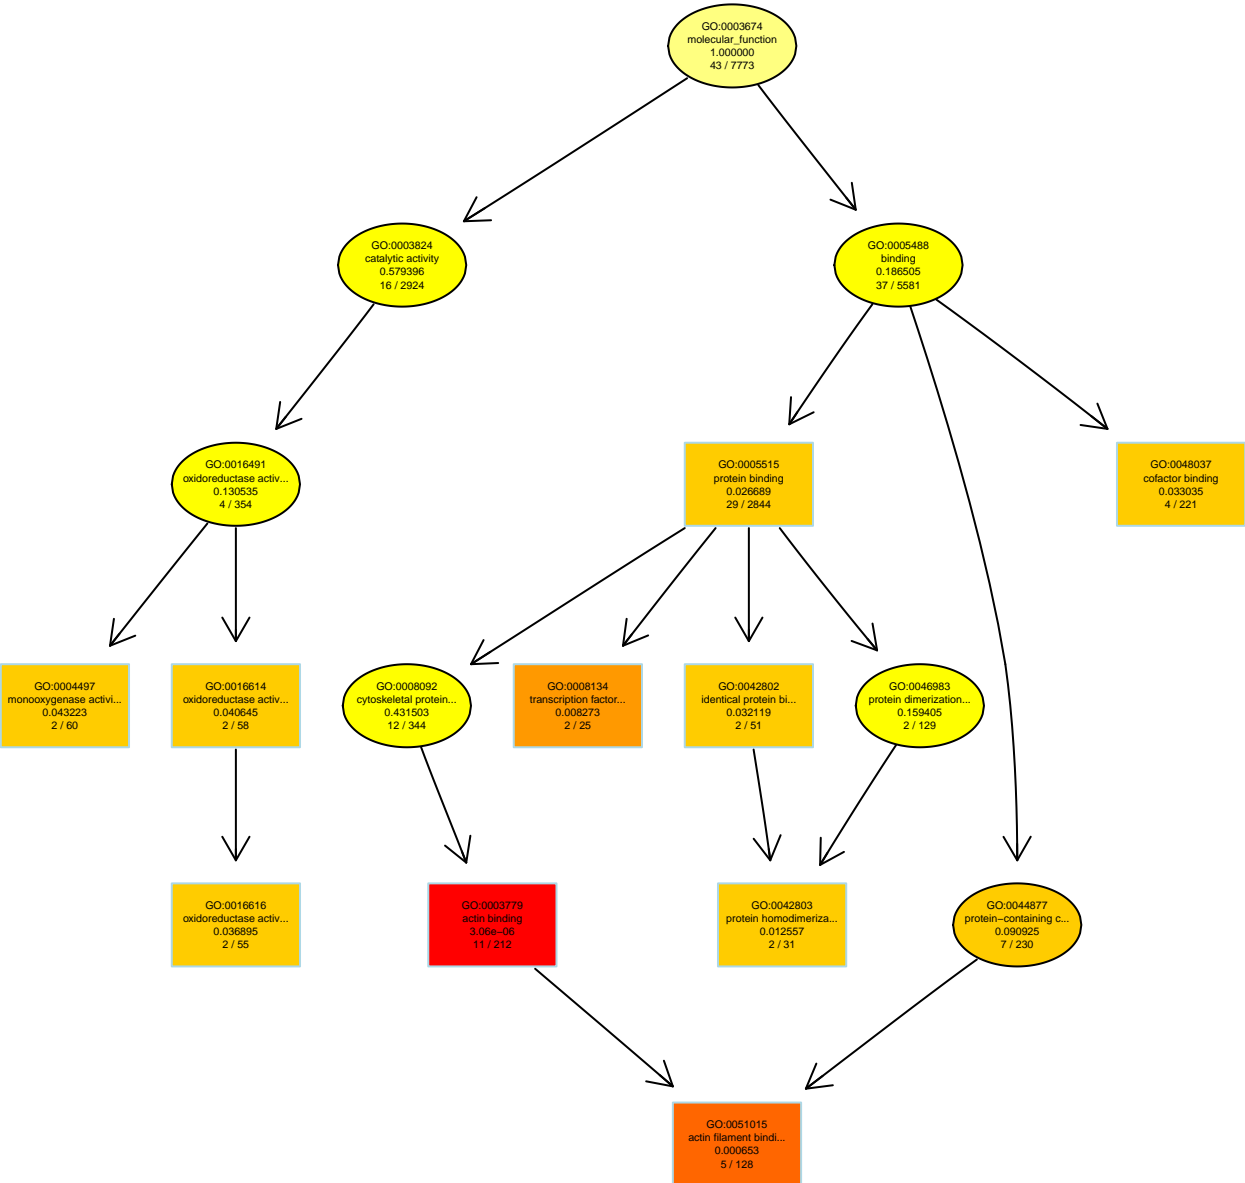 GO:0003674
molecular_function
1.000000
43 / 7773
GO:0003824
catalytic activity
0.579396
16 / 2924
GO:0005488
binding
0.186505
37 / 5581
GO:0016491
oxidoreductase activ...
0.130535
4 / 354
GO:0005515
protein binding
0.026689
29 / 2844
GO:0048037
cofactor binding
0.033035
4 / 221
GO:0004497
monooxygenase activi...
0.043223
2 / 60
GO:0016614
oxidoreductase activ...
0.040645
2 / 58
GO:0008092
cytoskeletal protein...
0.431503
12 / 344
GO:0008134
transcription factor...
0.008273
2 / 25
GO:0042802
identical protein bi...
0.032119
2 / 51
GO:0046983
protein dimerization...
0.159405
2 / 129
GO:0016616
oxidoreductase activ...
0.036895
2 / 55
GO:0003779
actin binding
3.06e−06
11 / 212
GO:0042803
protein homodimeriza...
0.012557
2 / 31
GO:0044877
protein−containing c...
0.090925
7 / 230
GO:0051015
actin filament bindi...
0.000653
5 / 128